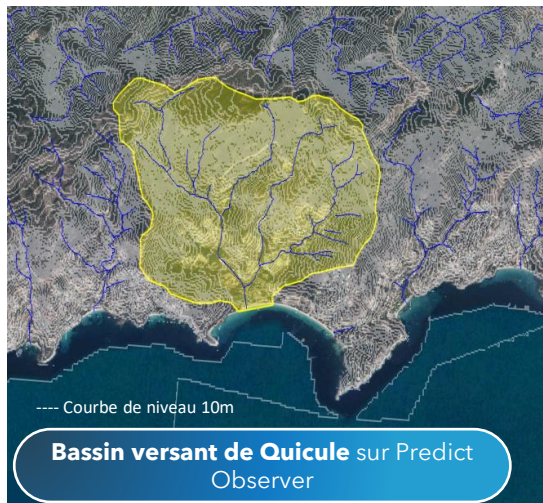 ---- Courbe de niveau 10m
Bassin versant de Quicule sur Predict
Observer